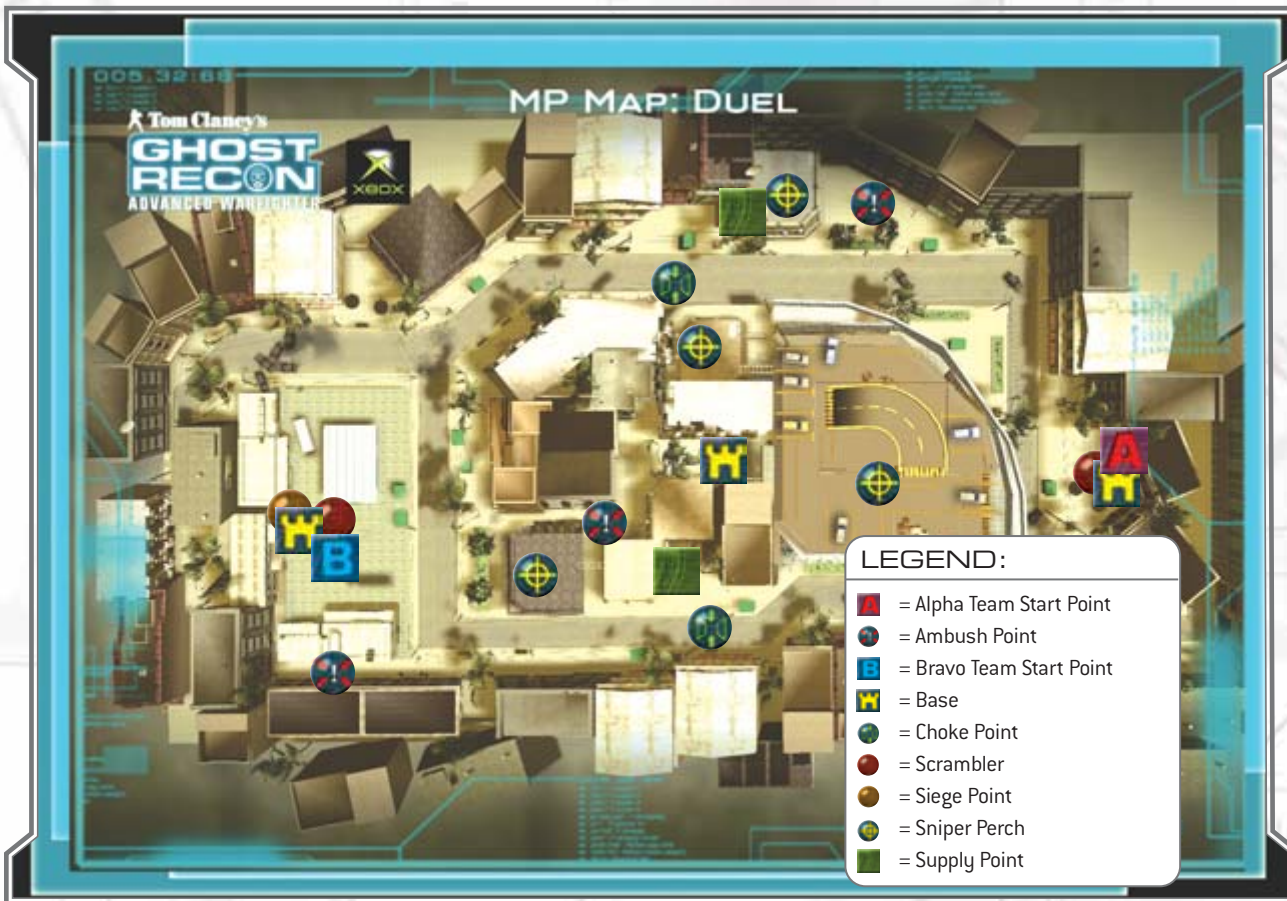 005.32:68
MP MAP: DUEL
Tom Clancy's
GHOST
RECON
ADVANCED WARFIGHTER
XBOX
A
B
LEGEND:
A = Alpha Team Start Point
= Ambush Point
B = Bravo Team Start Point
= Base
= Choke Point
= Scrambler
= Siege Point
= Sniper Perch
= Supply Point